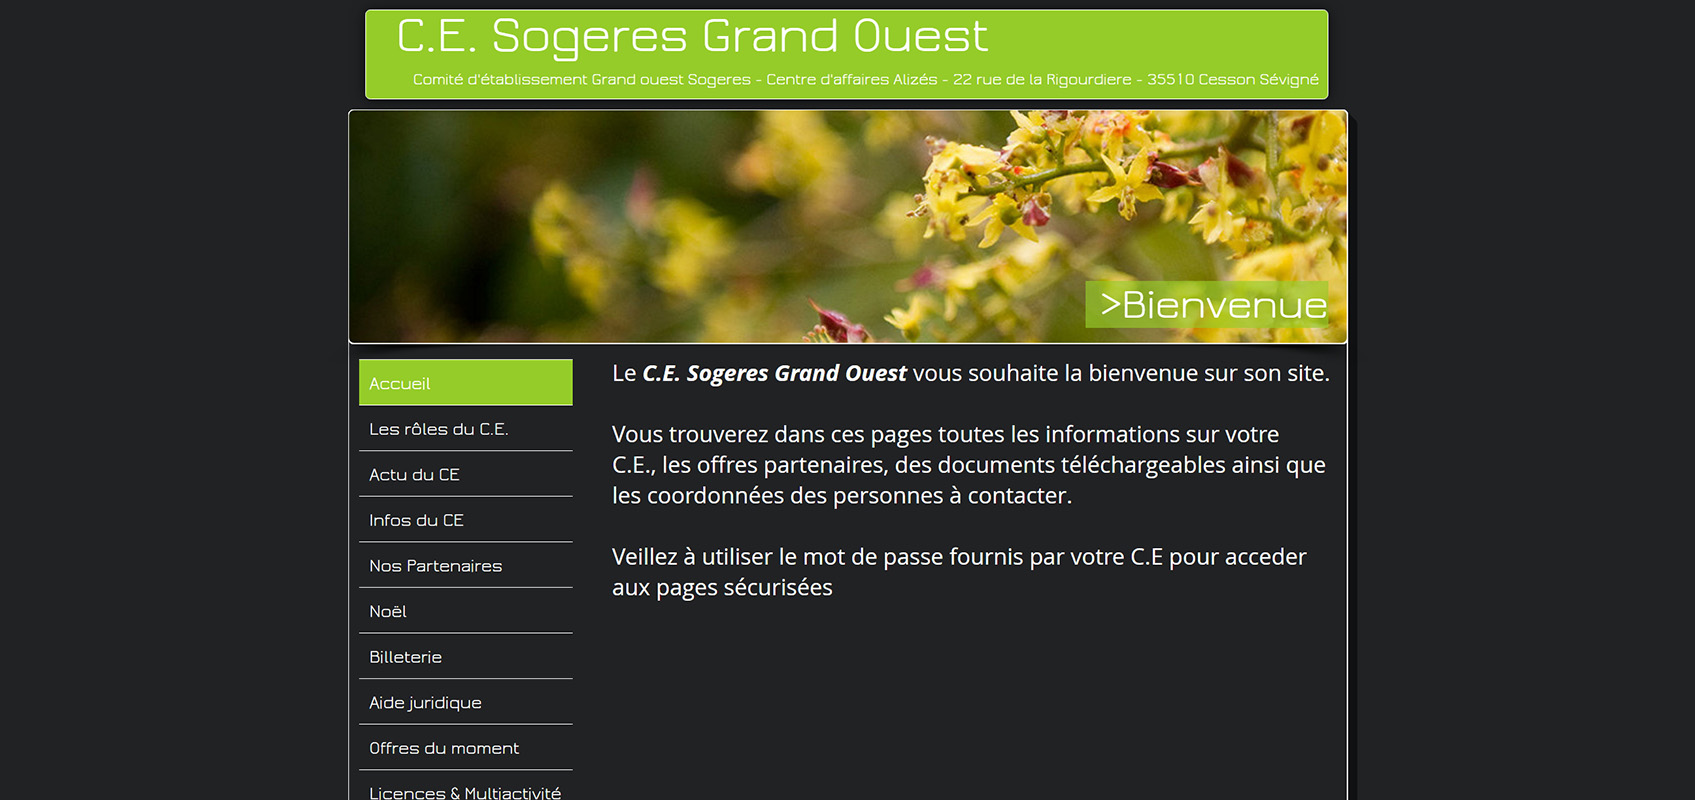 C.E. Sogeres Grand Ouest
Comité d'établissement Grand ouest Sogeres - Centre d'affaires Alizés - 22 rue de la Rigourdiere - 35510 Cesson Sévigné
>Bienvenue
Accueil
Les rôles du C.E.
Actu du CE
Infos du CE
Nos Partenaires
Noël
Billeterie
Aide juridique
Offres du moment
Licences & Multiactivité
Le C.E. Sogeres Grand Ouest vous souhaite la bienvenue sur son site.
Vous trouverez dans ces pages toutes les informations sur votre
C.E., les offres partenaires, des documents téléchargeables ainsi que
les coordonnées des personnes à contacter.
Veillez à utiliser le mot de passe fournis par votre C.E pour acceder
aux pages sécurisées